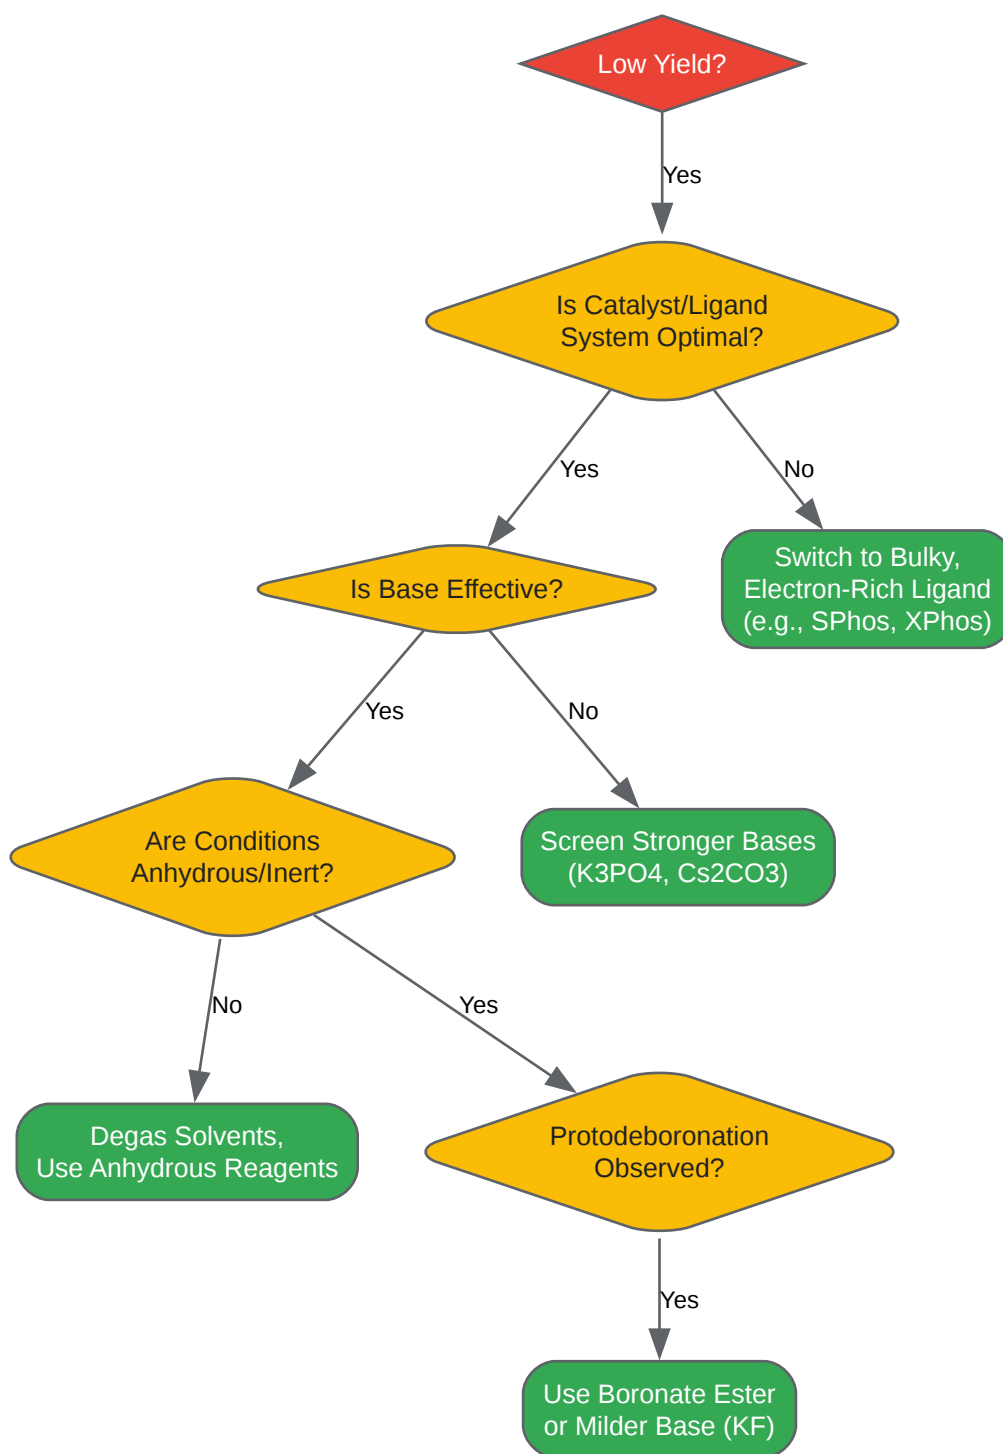 Low Yield?
Yes
Is Catalyst/Ligand
System Optimal?
Yes
No
Switch to Bulky,
Electron-Rich Ligand
(e.g., SPhos, XPhos)
Is Base Effective?
Yes
No
Screen Stronger Bases
(K3PO4, Cs2CO3)
Are Conditions
Anhydrous/Inert?
No
Yes
Degas Solvents,
Use Anhydrous Reagents
Protodeboronation
Observed?
Yes
Use Boronate Ester
or Milder Base (KF)